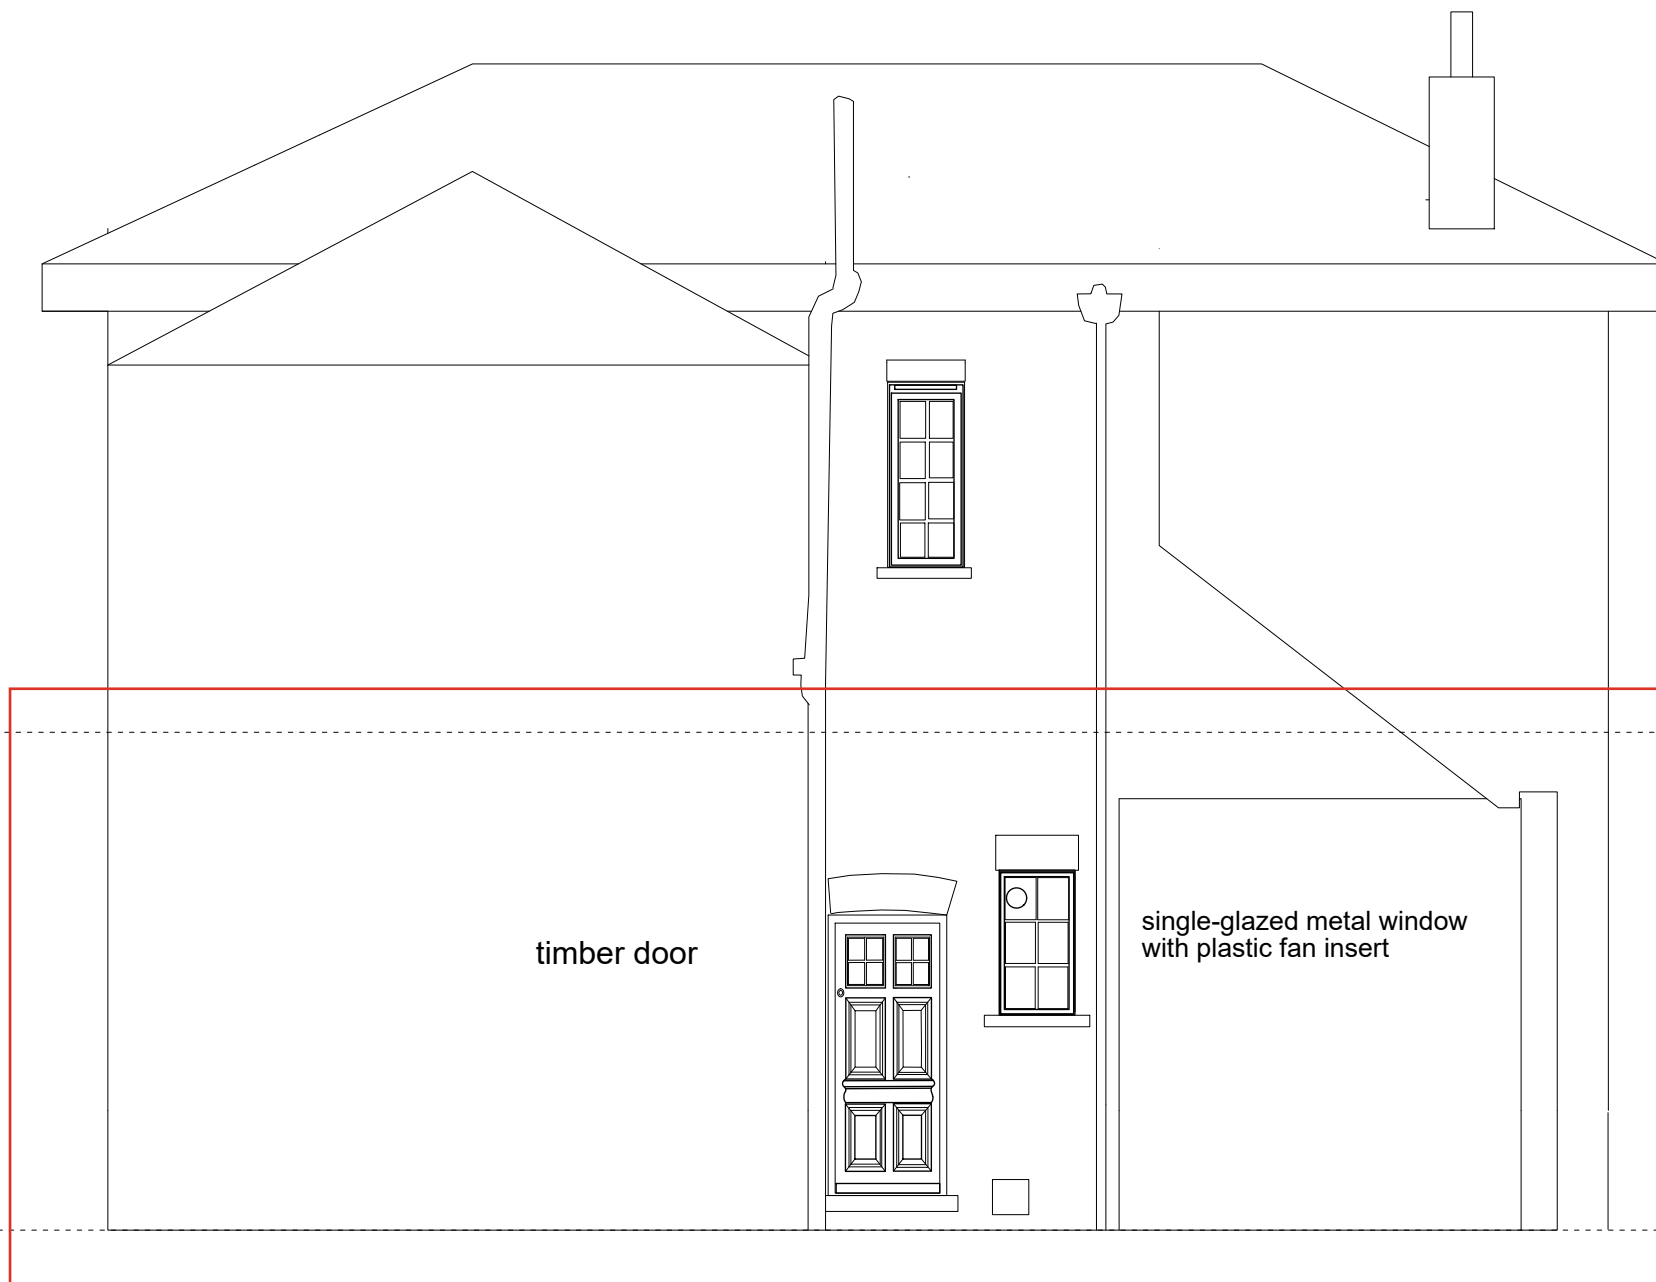 timber door
single-glazed metal window
with plastic fan insert